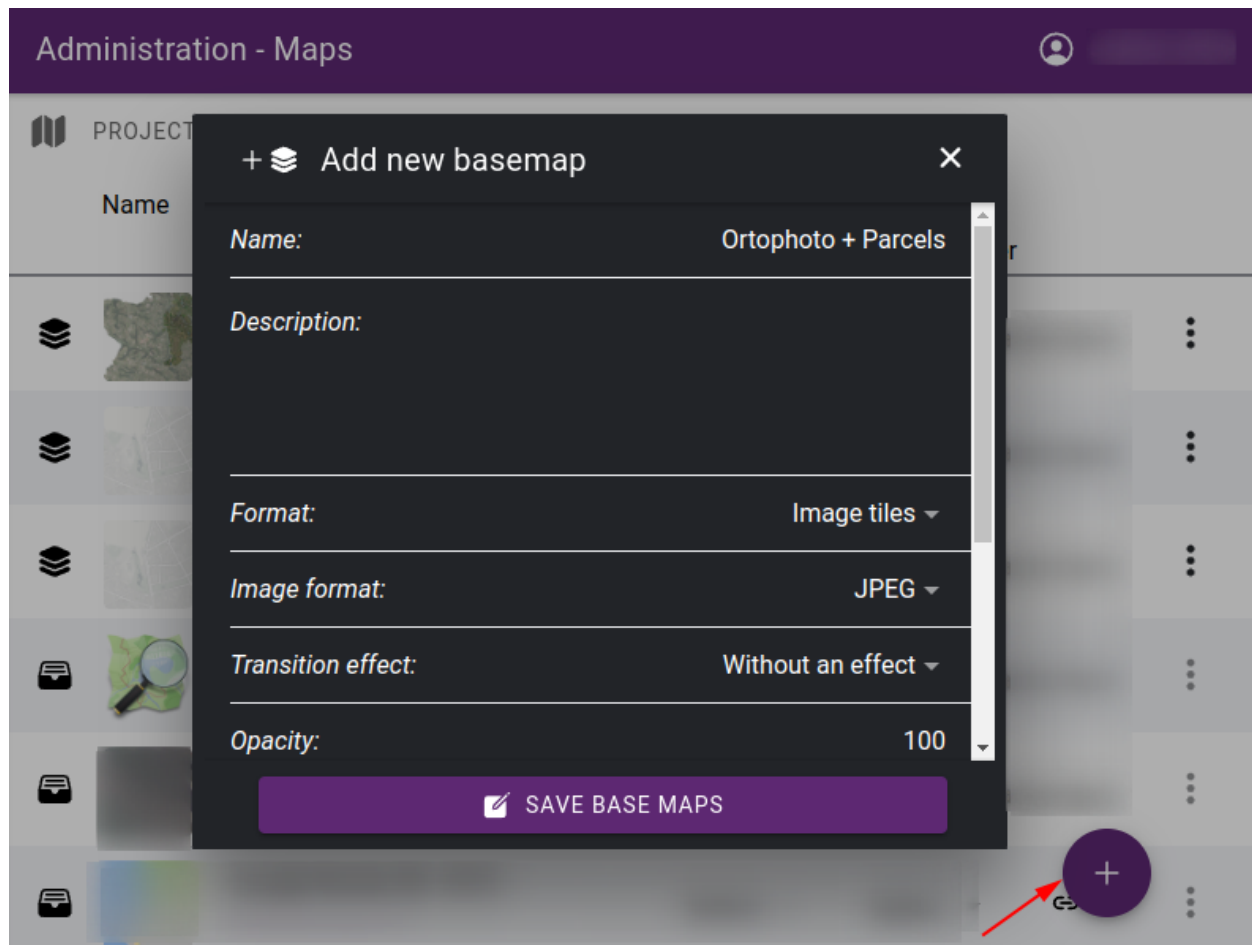 Administration - Maps
PROJECT
Name
r
+ Add new basemap
Name: Ortophoto + Parcels
Description:
Format: Image tiles
Image format: JPEG
Transition effect: Without an effect
Opacity: 100
SAVE BASE MAPS